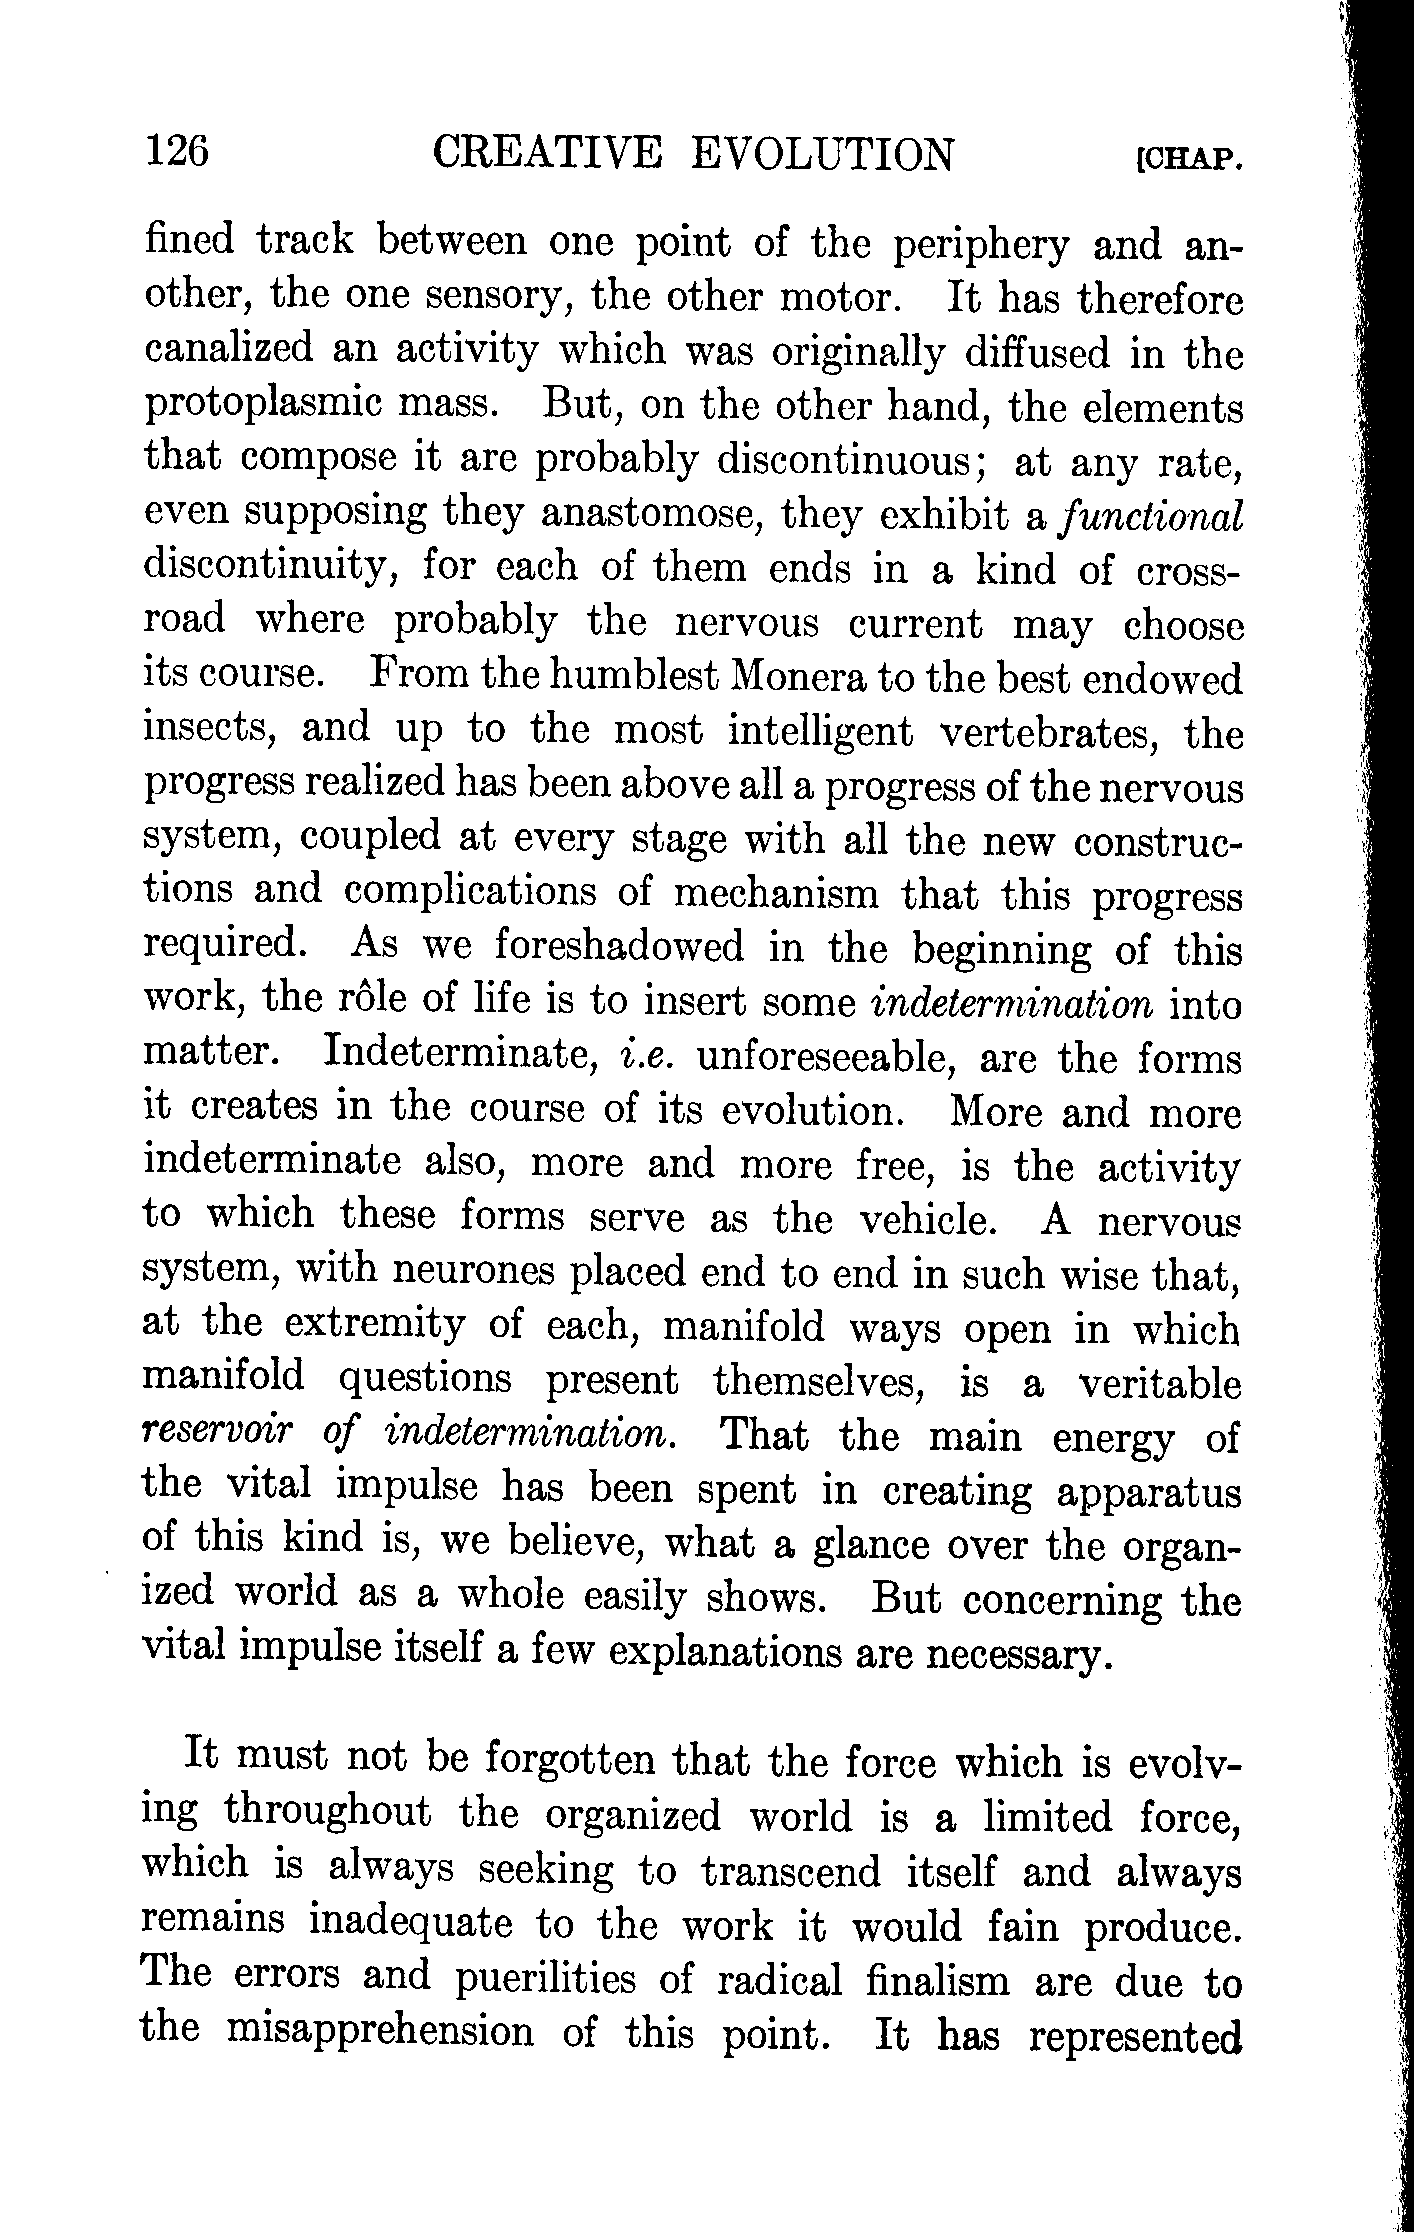 126 CREATIVE EVOLUTION [CHAP.
fined track between one point of the periphery and an-
other, the one sensory, the other motor. It has therefore
canalized an activity which was originally diffused in the
protoplasmic mass. But, on the other hand, the elements
that compose it are probably discontinuous; at any rate,
even supposing they anastomose, they exhibit a functional
discontinuity, for each of them ends in a kind of cross-
road where probably the nervous current may choose
its course. From the humblest Monera to the best endowed
insects, and up to the most intelligent vertebrates, the
progress realized has been above all a progress of the nervous
system, coupled at every stage with all the new construc-
tions and complications of mechanism that this progress
required. As we foreshadowed in the beginning of this
work, the rôle of life is to insert some indetermination into
matter. Indeterminate, i.e. unforeseeable, are the forms
it creates in the course of its evolution. More and more
indeterminate also, more and more free, is the activity
to which these forms serve as the vehicle. A nervous
system, with neurones placed end to end in such wise that,
at the extremity of each, manifold ways open in which
manifold questions present themselves, is a veritable
reservoir of indetermination. That the main energy of
the vital impulse has been spent in creating apparatus
of this kind is, we believe, what a glance over the organ-
ized world as a whole easily shows. But concerning the
vital impulse itself a few explanations are necessary.
It must not be forgotten that the force which is evolv-
ing throughout the organized world is a limited force,
which is always seeking to transcend itself and always
remains inadequate to the work it would fain produce.
The errors and puerilities of radical finalism are due to
the misapprehension of this point. It has represented